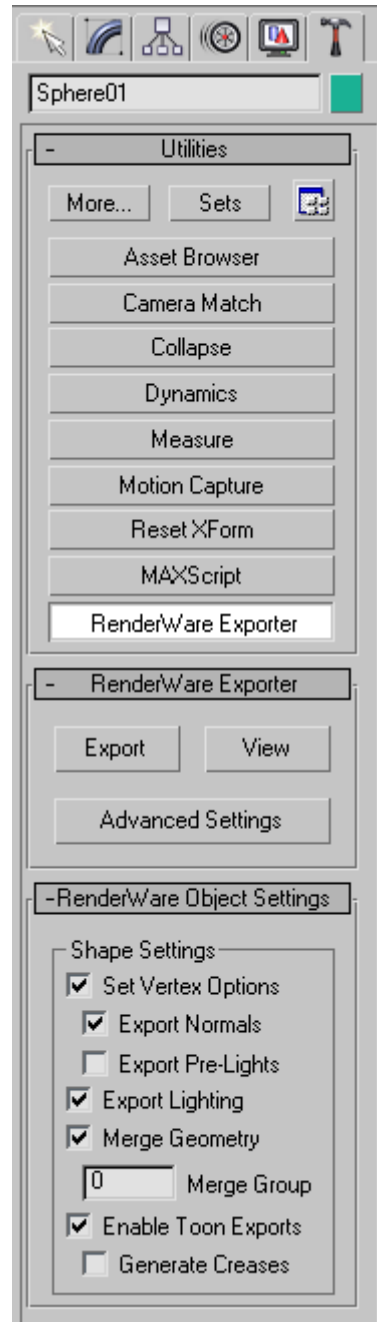 Sphere01
- Utilities
More... Sets
Asset Browser
Camera Match
Collapse
Dynamics
Measure
Motion Capture
Reset XForm
MAXScript
RenderWare Exporter
- RenderWare Exporter
Export View
Advanced Settings
-RenderWare Object Settings
Shape Settings
Set Vertex Options
Export Normals
Export Pre-Lights
Export Lighting
Merge Geometry
0 Merge Group
Enable Toon Exports
Generate Creases